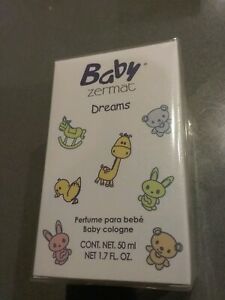 Baby
zermat
Dreams
Perfume para bebé
Baby cologne
CONT. NET. 50 ml
NET 1.7 FL. OZ.